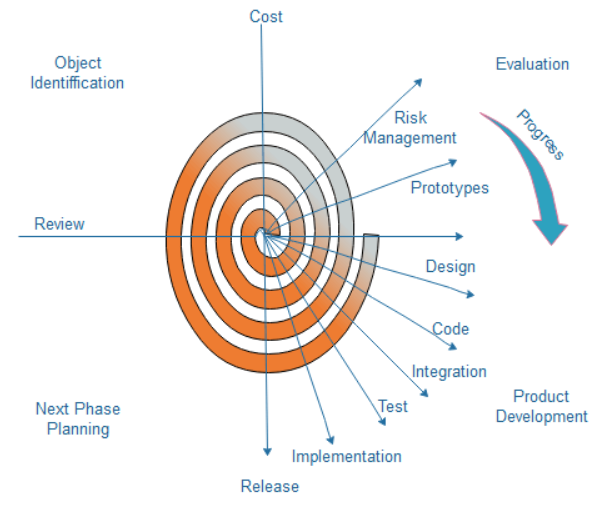 Cost
Object
Identiffication
Evaluation
Risk
Management
Progress
Prototypes
Review
Design
Code
Integration
Test
Product
Development
Next Phase
Planning
Implementation
Release